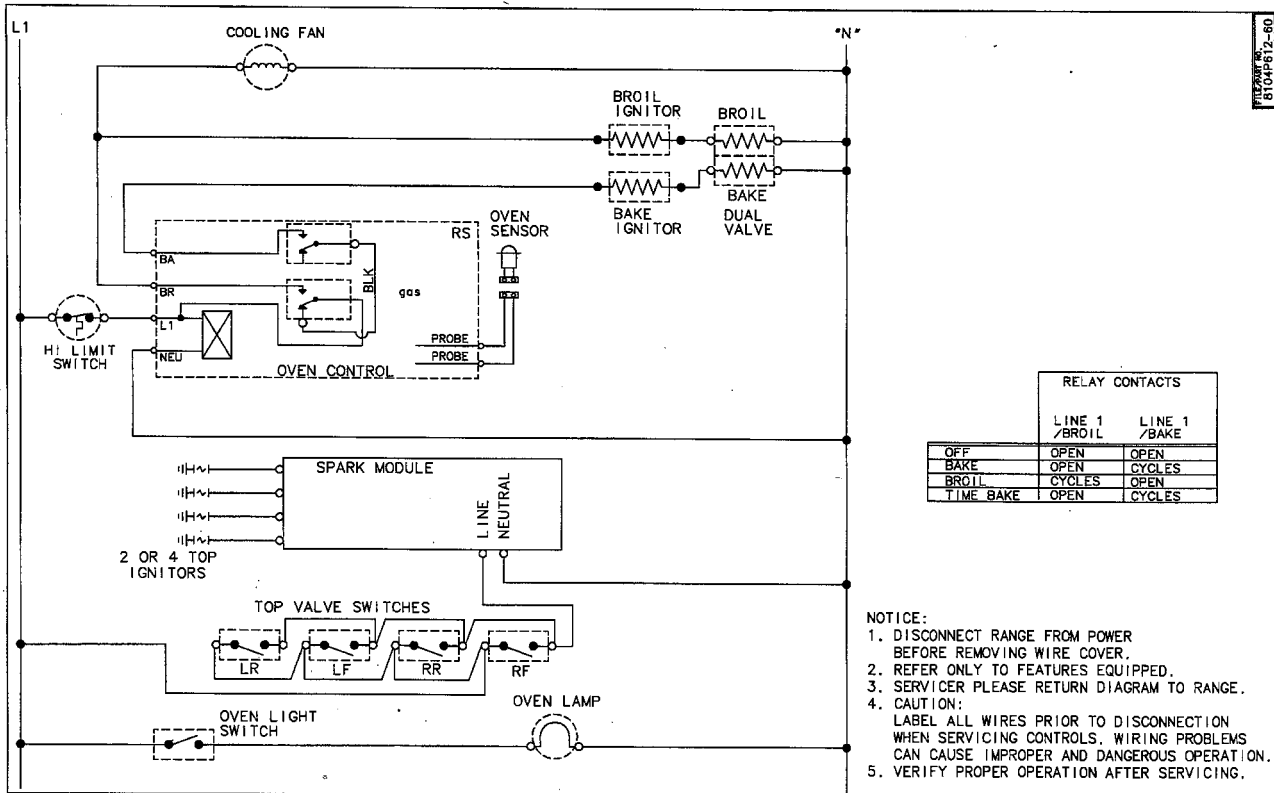 L1
COOLING FAN
"N"
FILE/PART NO.
8104P612-60
BROIL
IGNITOR
BROIL
BAKE
IGNITOR
BAKE
DUAL
VALVE
OVEN
SENSOR
RS
BA
BLK
BR
gas
L1
HI LIMIT
SWITCH
NEU
PROBE
PROBE
OVEN CONTROL
RELAY CONTACTS
LINE 1
/BROIL
LINE 1
/BAKE
OFF OPEN OPEN
BAKE OPEN CYCLES
BROIL CYCLES OPEN
TIME BAKE OPEN CYCLES
SPARK MODULE
LINE
NEUTRAL
2 OR 4 TOP
IGNITORS
TOP VALVE SWITCHES
LR
LF
RR
RF
OVEN LIGHT
SWITCH
OVEN LAMP
NOTICE:
1. DISCONNECT RANGE FROM POWER
BEFORE REMOVING WIRE COVER.
2. REFER ONLY TO FEATURES EQUIPPED.
3. SERVICER PLEASE RETURN DIAGRAM TO RANGE.
4. CAUTION:
LABEL ALL WIRES PRIOR TO DISCONNECTION
WHEN SERVICING CONTROLS. WIRING PROBLEMS
CAN CAUSE IMPROPER AND DANGEROUS OPERATION.
5. VERIFY PROPER OPERATION AFTER SERVICING.